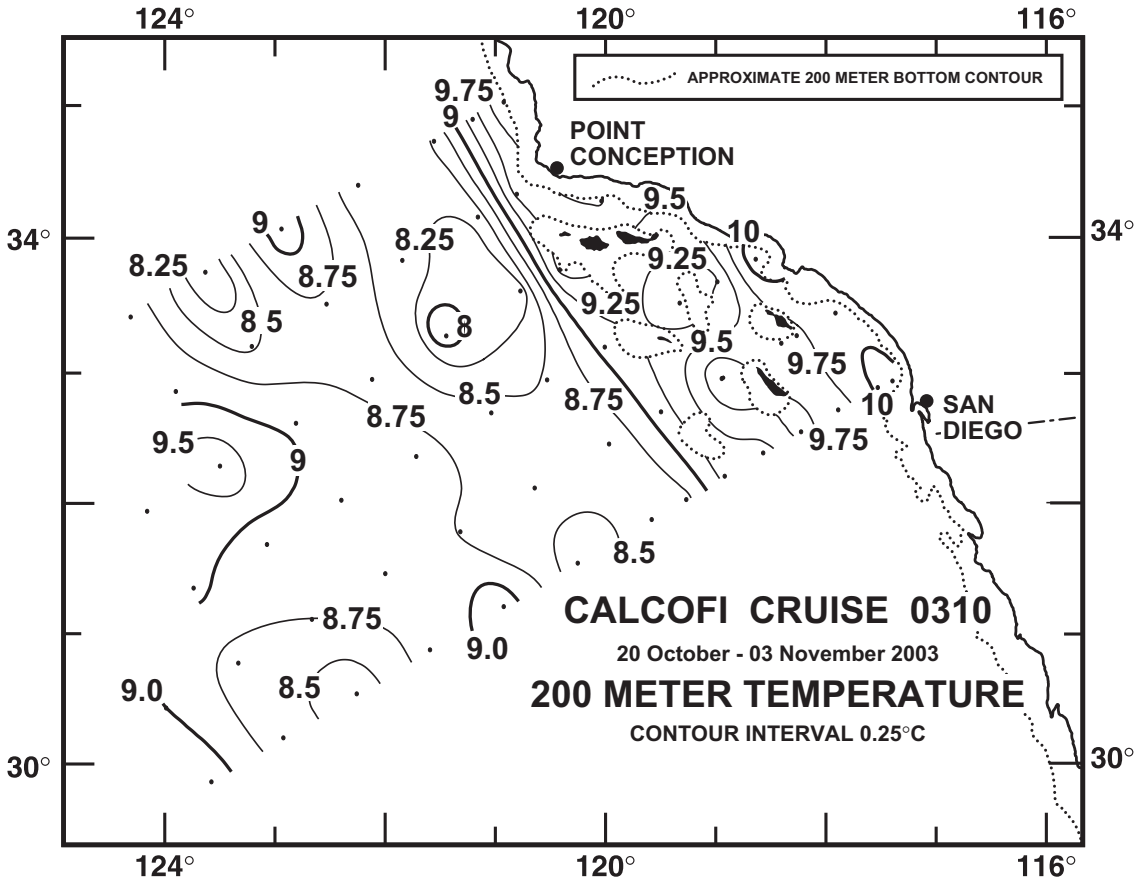 124° 120° 116°
APPROXIMATE 200 METER BOTTOM CONTOUR
9.75
9
POINT
CONCEPTION
9.5
9
10
34° 34°
8.25
8.25
9.25
8.75
9.25
8 5
8
9.5
9.75
8.5
8.75
10
SAN
DIEGO
8.75
9.75
9.5
9
8.5
CALCOFI CRUISE 0310
8.75
9.0
20 October - 03 November 2003
9.0
8.5
200 METER TEMPERATURE
CONTOUR INTERVAL 0.25°C
30° 30°
124° 120° 116°